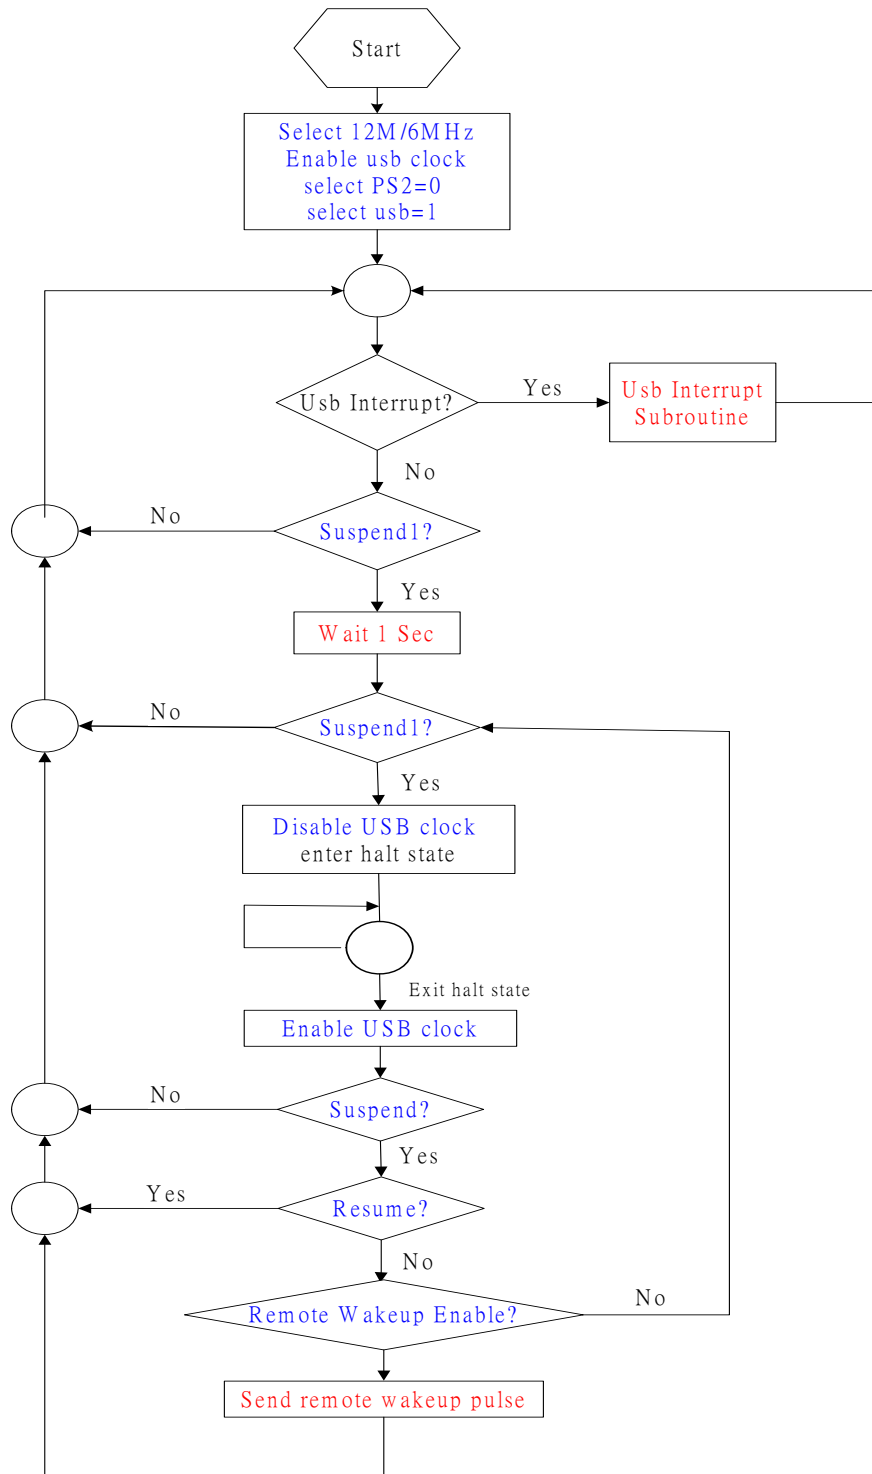 Start
Select 12M/6MHz
Enable usb clock
select PS2=0
select usb=1
Usb Interrupt?
Yes
Usb Interrupt
Subroutine
No
No
Suspend1?
Yes
Wait 1 Sec
No
Suspend1?
Yes
Disable USB clock
enter halt state
Exit halt state
Enable USB clock
No
Suspend?
Yes
Yes
Resume?
No
Remote Wakeup Enable?
No
Send remote wakeup pulse